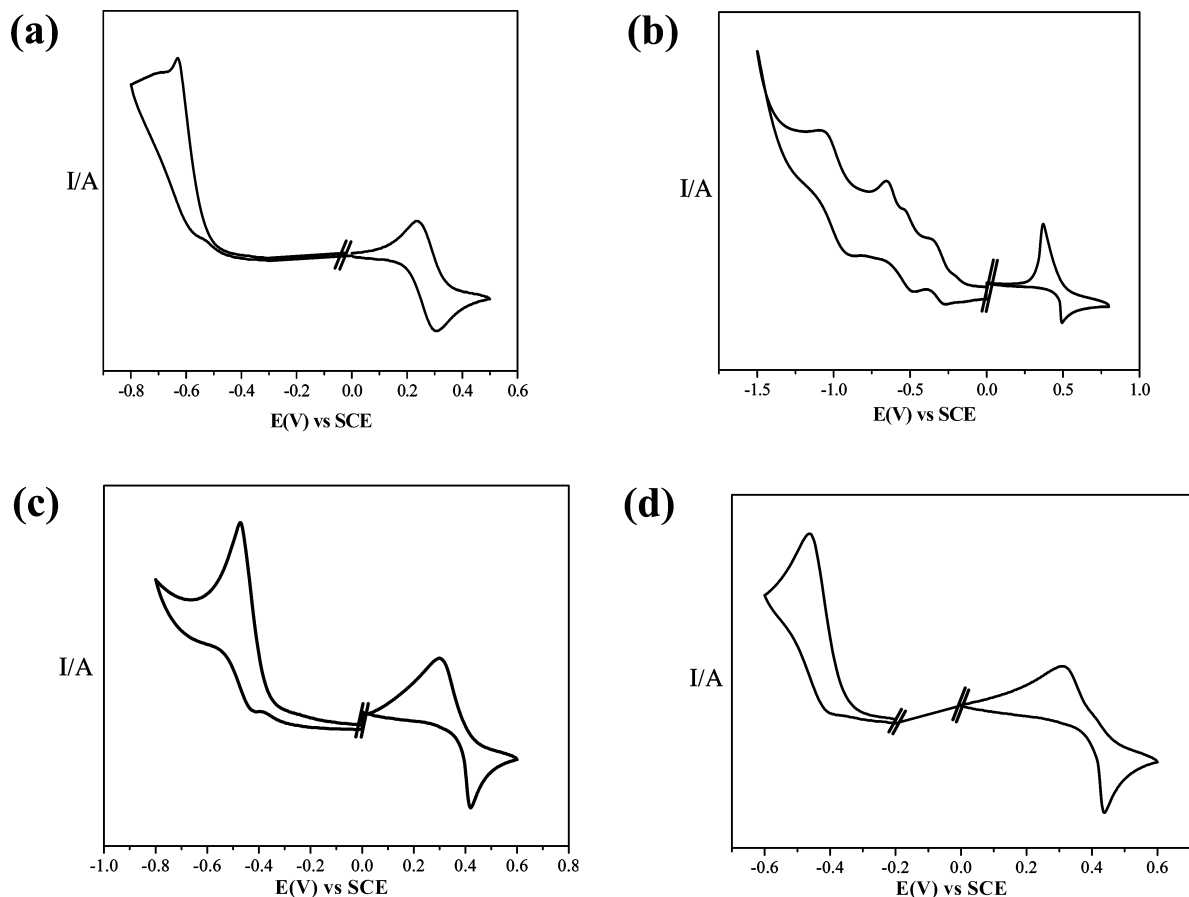 (a)
I/A
-0.8 -0.6 -0.4 -0.2 0.0 0.2 0.4 0.6
E(V) vs SCE
(b)
I/A
-1.5 -1.0 -0.5 0.0 0.5 1.0
E(V) vs SCE
(c)
I/A
-1.0 -0.8 -0.6 -0.4 -0.2 0.0 0.2 0.4 0.6 0.8
E(V) vs SCE
(d)
I/A
-0.6 -0.4 -0.2 0.0 0.2 0.4 0.6
E(V) vs SCE